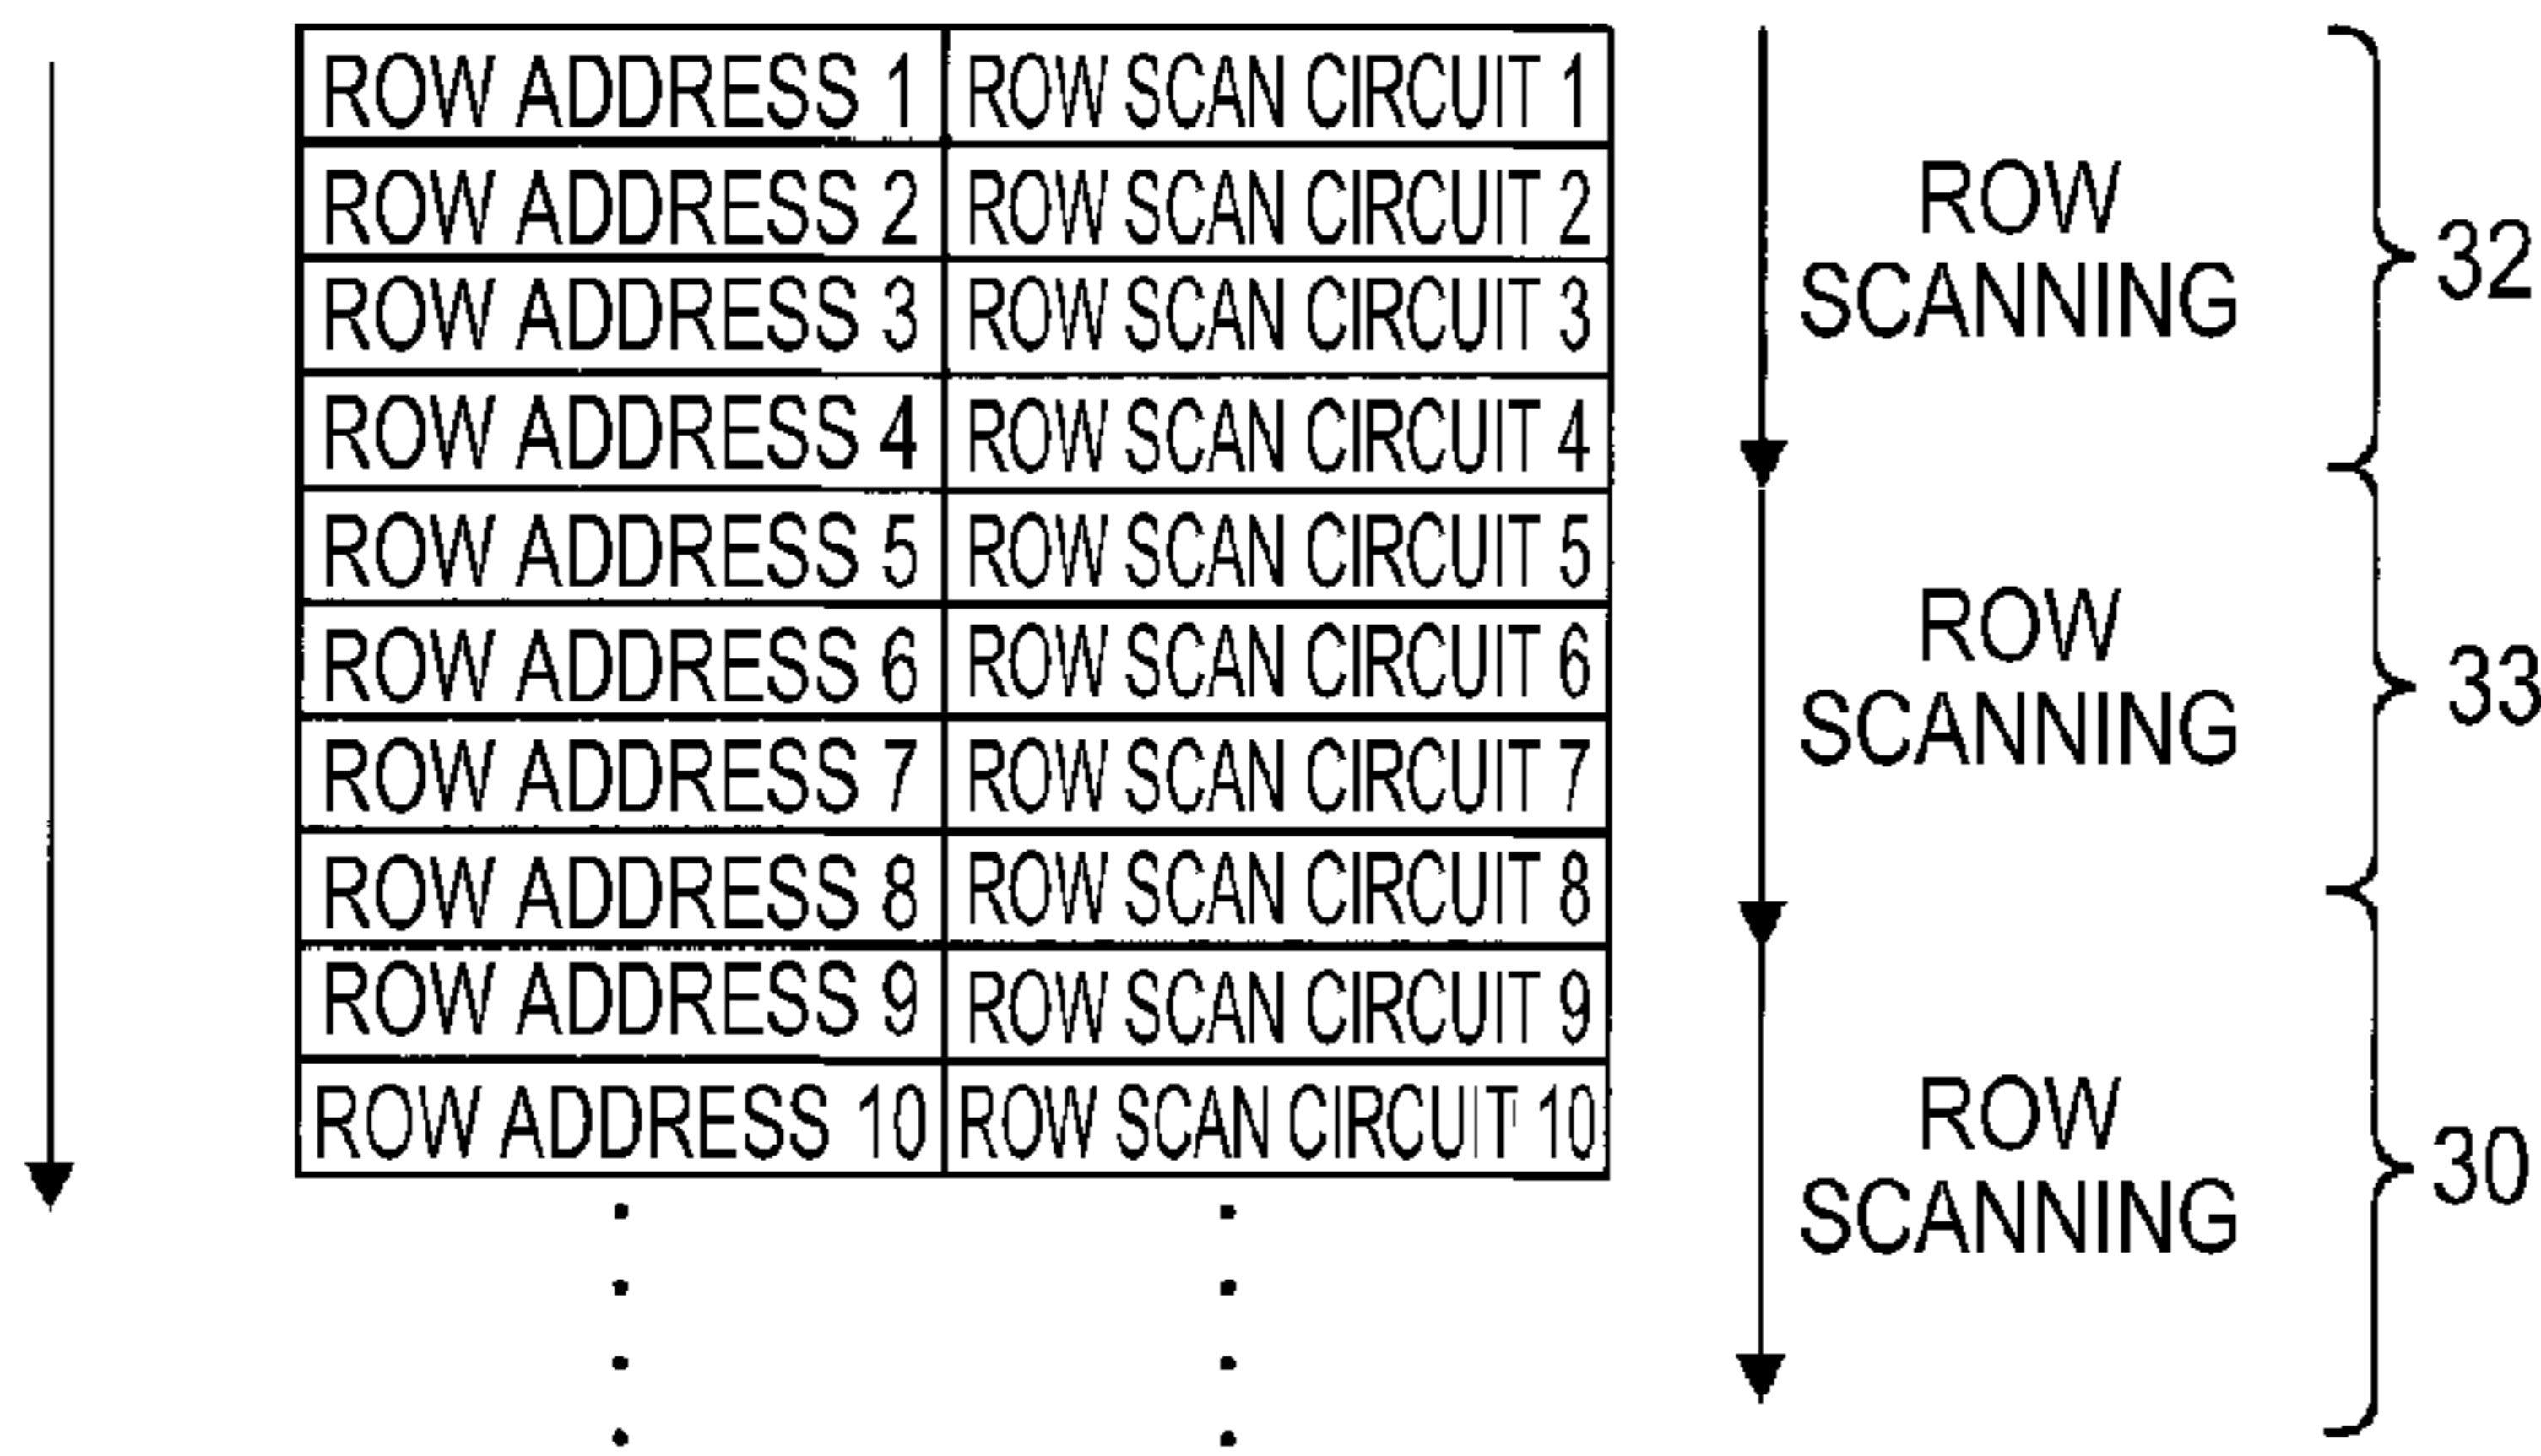 ROW ADDRESS 1 ROW SCAN CIRCUIT 1
ROW ADDRESS 2 ROW SCAN CIRCUIT 2
ROW ADDRESS 3 ROW SCAN CIRCUIT 3
ROW ADDRESS 4 ROW SCAN CIRCUIT 4
ROW ADDRESS 5 ROW SCAN CIRCUIT 5
ROW ADDRESS 6 ROW SCAN CIRCUIT 6
ROW ADDRESS 7 ROW SCAN CIRCUIT 7
ROW ADDRESS 8 ROW SCAN CIRCUIT 8
ROW ADDRESS 9 ROW SCAN CIRCUIT 9
ROW ADDRESS 10 ROW SCAN CIRCUIT 10
ROW
SCANNING
32
ROW
SCANNING
33
ROW
SCANNING
30